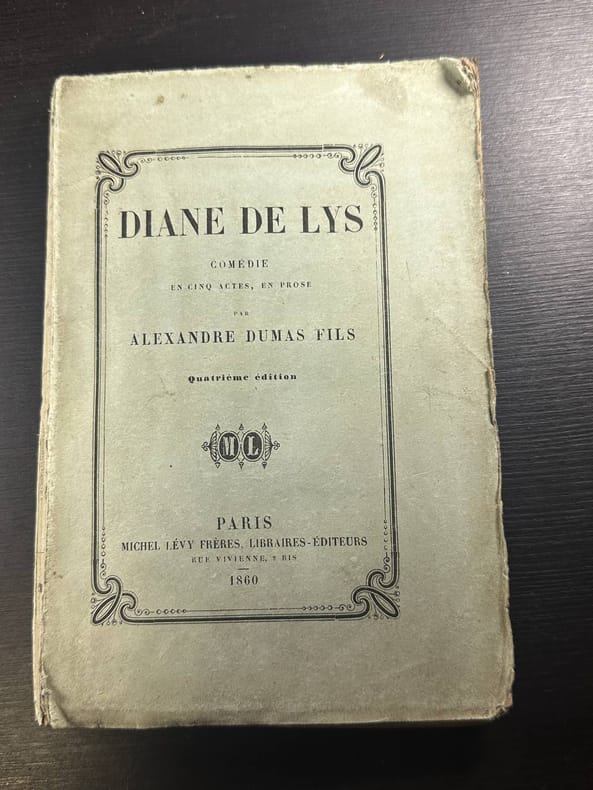 DIANE DE LYS
COMÉDIE
EN CINQ ACTES, EN PROSE
PAR
ALEXANDRE DUMAS FILS
Quatrième édition
M L
PARIS
MICHEL LÉVY FRÈRES, LIBRAIRES-ÉDITEURS
RUE VIVIENNE, 2 BIS
1860